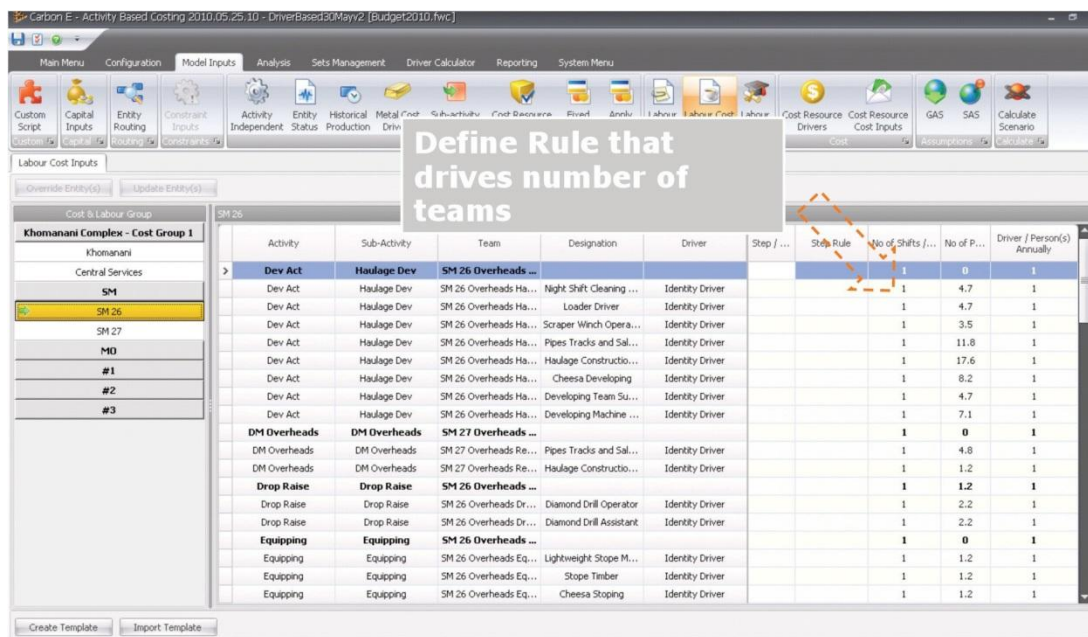 Carbon E - Activity Based Costing 2010.05.25.10 - DriverBased30Mayv2 [Budget2010.fwc]
Main Menu Configuration Model Inputs Analysis Sets Management Driver Calculator Reporting System Menu
Custom Script Capital Inputs Entity Routing Constraint Inputs Activity Independent Entity Status Historical Production Metal Cost Driv Sub-activity Cost Resource Fixed Apply Labour Labour Cost Labour Cost Resource Drivers Cost Resource Cost Inputs GAS SAS Calculate Scenario
Custom Capital Routing Constraints Cost Assumptions Calculate
Define Rule that
drives number of
teams
Labour Cost Inputs
Override Entity(s) Update Entity(s)
Cost & Labour Group SM 26
Khomanani Complex - Cost Group 1
Khomanani
Central Services
SM
SM 26
SM 27
MO
#1
#2
#3
Activity Sub-Activity Team Designation Driver Step / ... Step Rule No of Shifts /... No of P... Driver / Person(s) Annually
Dev Act Haulage Dev SM 26 Overheads ... 1 0 1
Dev Act Haulage Dev SM 26 Overheads Ha... Night Shift Cleaning ... Identity Driver 1 4.7 1
Dev Act Haulage Dev SM 26 Overheads Ha... Loader Driver Identity Driver 1 4.7 1
Dev Act Haulage Dev SM 26 Overheads Ha... Scraper Winch Opera... Identity Driver 1 3.5 1
Dev Act Haulage Dev SM 26 Overheads Ha... Pipes Tracks and Sal... Identity Driver 1 11.8 1
Dev Act Haulage Dev SM 26 Overheads Ha... Haulage Constructio... Identity Driver 1 17.6 1
Dev Act Haulage Dev SM 26 Overheads Ha... Cheesa Developing Identity Driver 1 8.2 1
Dev Act Haulage Dev SM 26 Overheads Ha... Developing Team Su... Identity Driver 1 4.7 1
Dev Act Haulage Dev SM 26 Overheads Ha... Developing Machine ... Identity Driver 1 7.1 1
DM Overheads DM Overheads SM 27 Overheads ... 1 0 1
DM Overheads DM Overheads SM 27 Overheads Re... Pipes Tracks and Sal... Identity Driver 1 4.8 1
DM Overheads DM Overheads SM 27 Overheads Re... Haulage Constructio... Identity Driver 1 1.2 1
Drop Raise Drop Raise SM 26 Overheads ... 1 1.2 1
Drop Raise Drop Raise SM 26 Overheads Dr... Diamond Drill Operator Identity Driver 1 2.2 1
Drop Raise Drop Raise SM 26 Overheads Dr... Diamond Drill Assistant Identity Driver 1 2.2 1
Equipping Equipping SM 26 Overheads ... 1 0 1
Equipping Equipping SM 26 Overheads Eq... Lightweight Stope M... Identity Driver 1 1.2 1
Equipping Equipping SM 26 Overheads Eq... Stope Timber Identity Driver 1 1.2 1
Equipping Equipping SM 26 Overheads Eq... Cheesa Stoping Identity Driver 1 1.2 1
Create Template Import Template